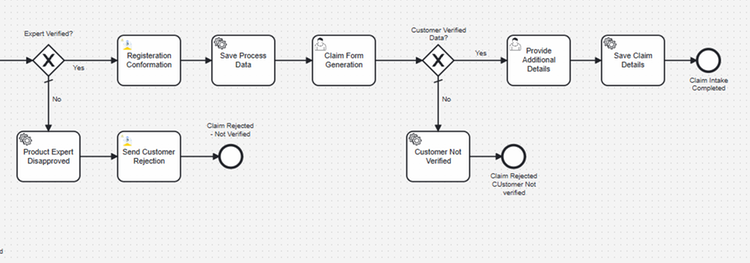 Expert Verified?
Yes
No
Registeration
Conformation
Save Process
Data
Claim Form
Generation
Customer Verified
Data?
Yes
No
Provide
Additional
Details
Save Claim
Details
Claim Intake
Completed
Product Expert
Disapproved
Send Customer
Rejection
Claim Rejected
- Not Verified
Customer Not
Verified
Claim Rejected
CUstomer Not
verified
d